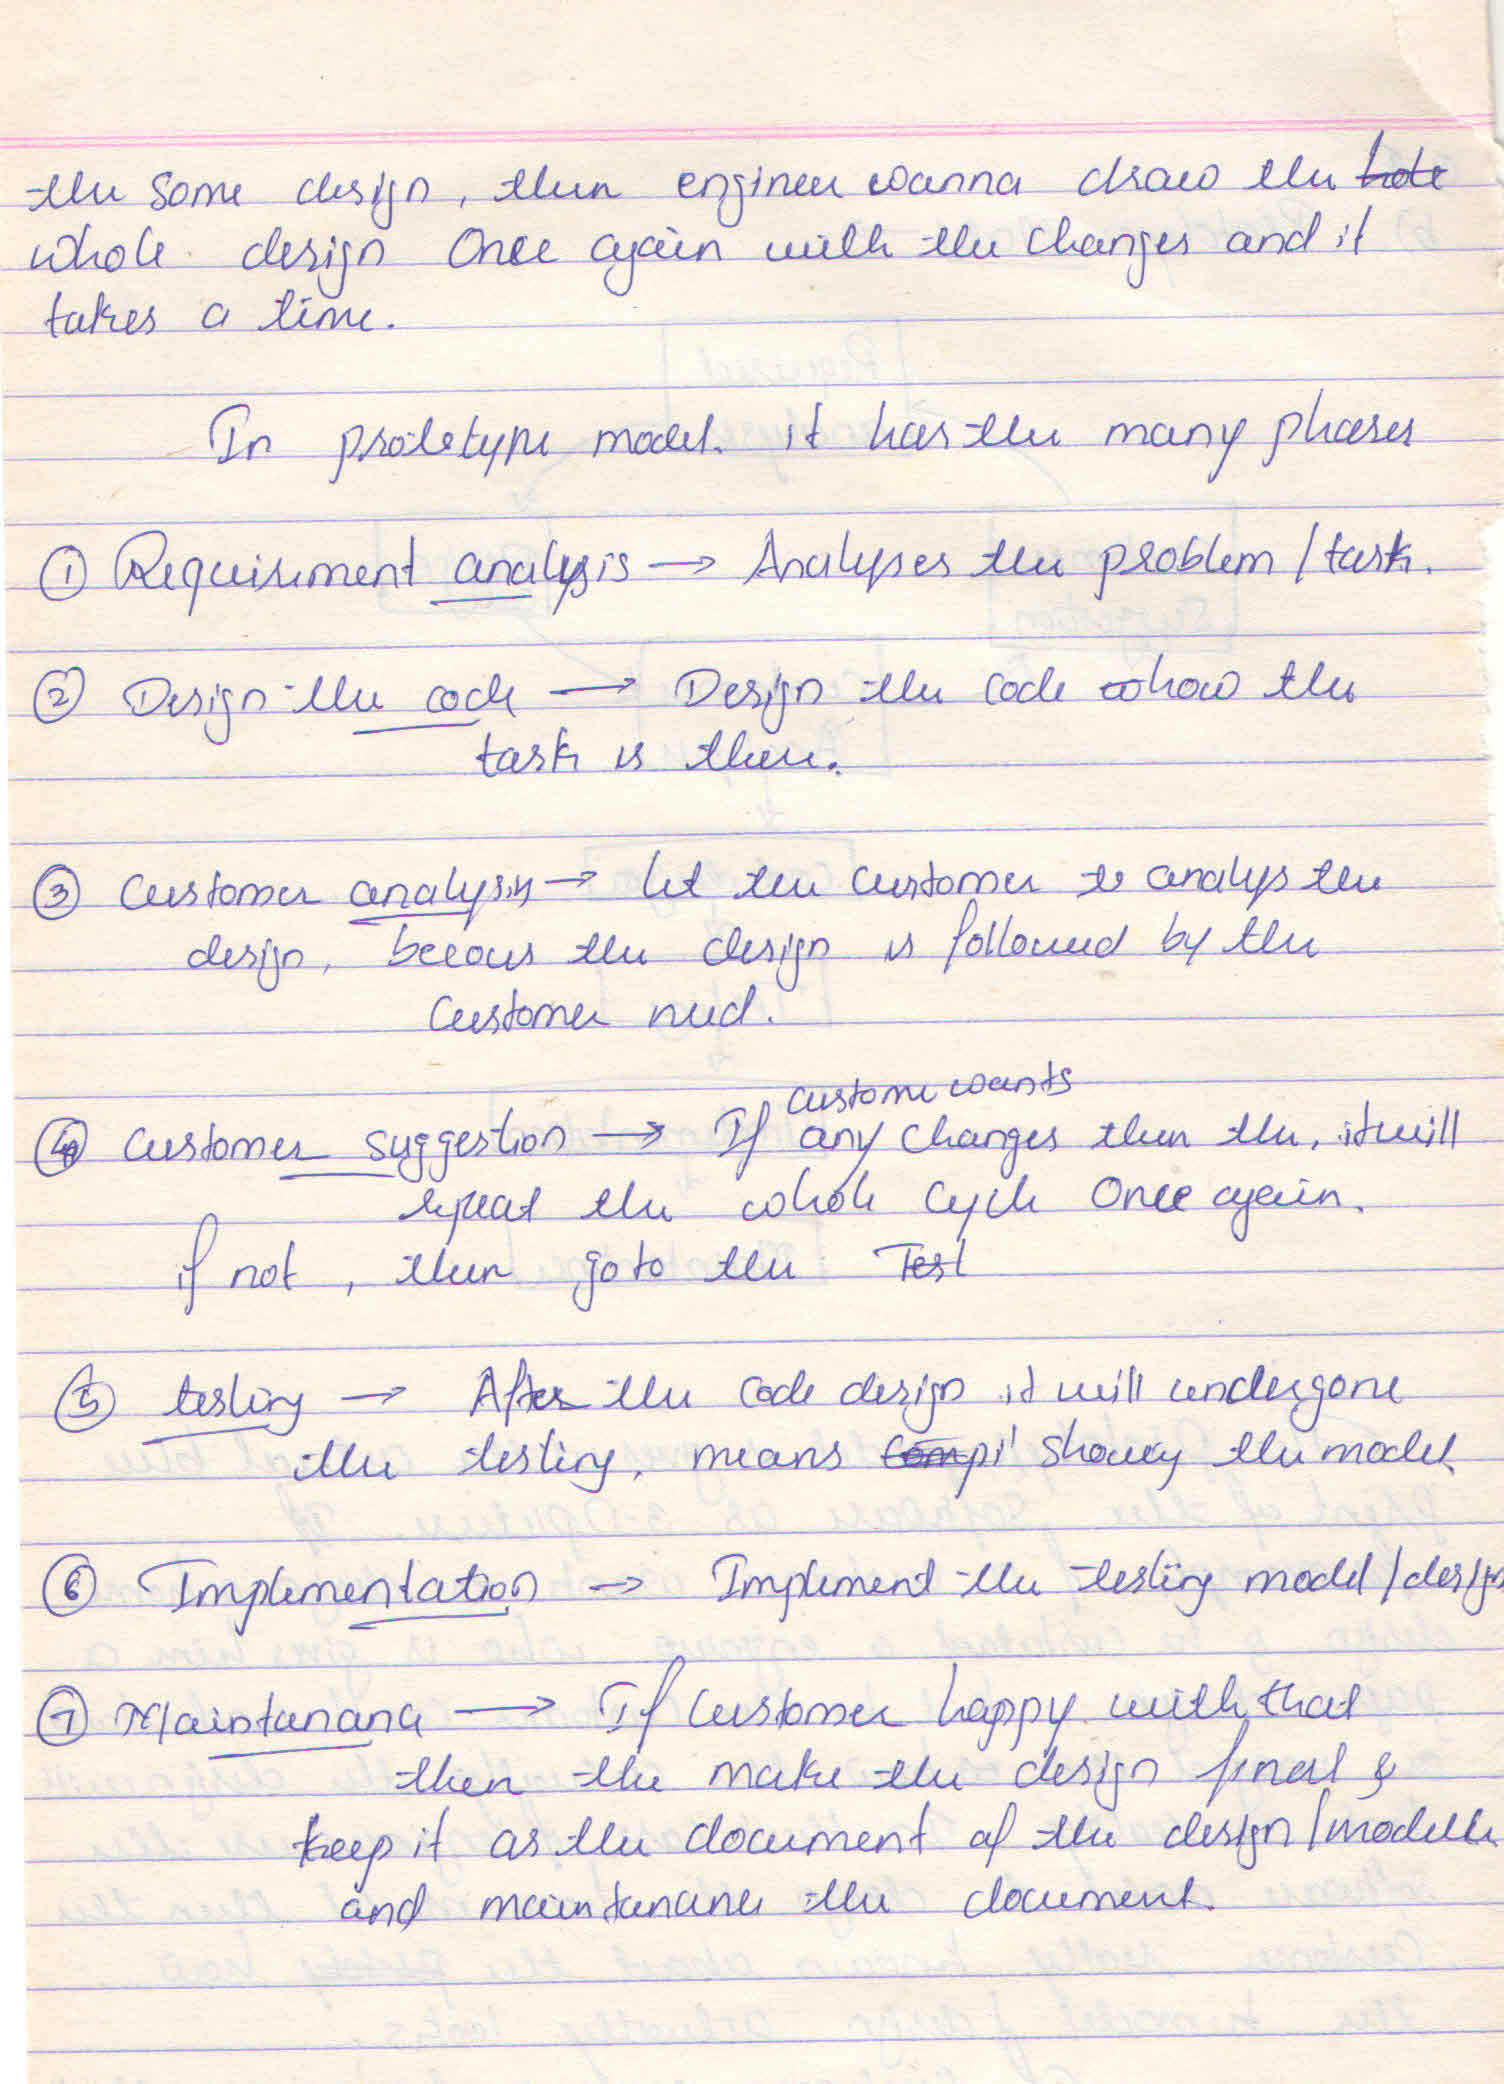 the some design, then engineer wanna draw the hole
whole design Once again with the changes and it
takes a time.
In prototype model. it has the many phases
① Requirement analysis → Analyses the problem / task.
② Design the code → Design the code how the
task is then.
③ Customer analysis → let the customer to analys the
design, becous the design is followed by the
Customer need.
custome wants
④ Customer suggestion → If any changes then the, it will
repeat the whole cycle Once again.
if not, then go to the Test
⑤ testing → After the code design it will undergone
the testing, means compi showy the model
⑥ Implementation → Implement the testing model / design
⑦ Maintanance → If customer happy with that
then the make the design final &
keep it as the document of the design / modelle
and maintanance the document.